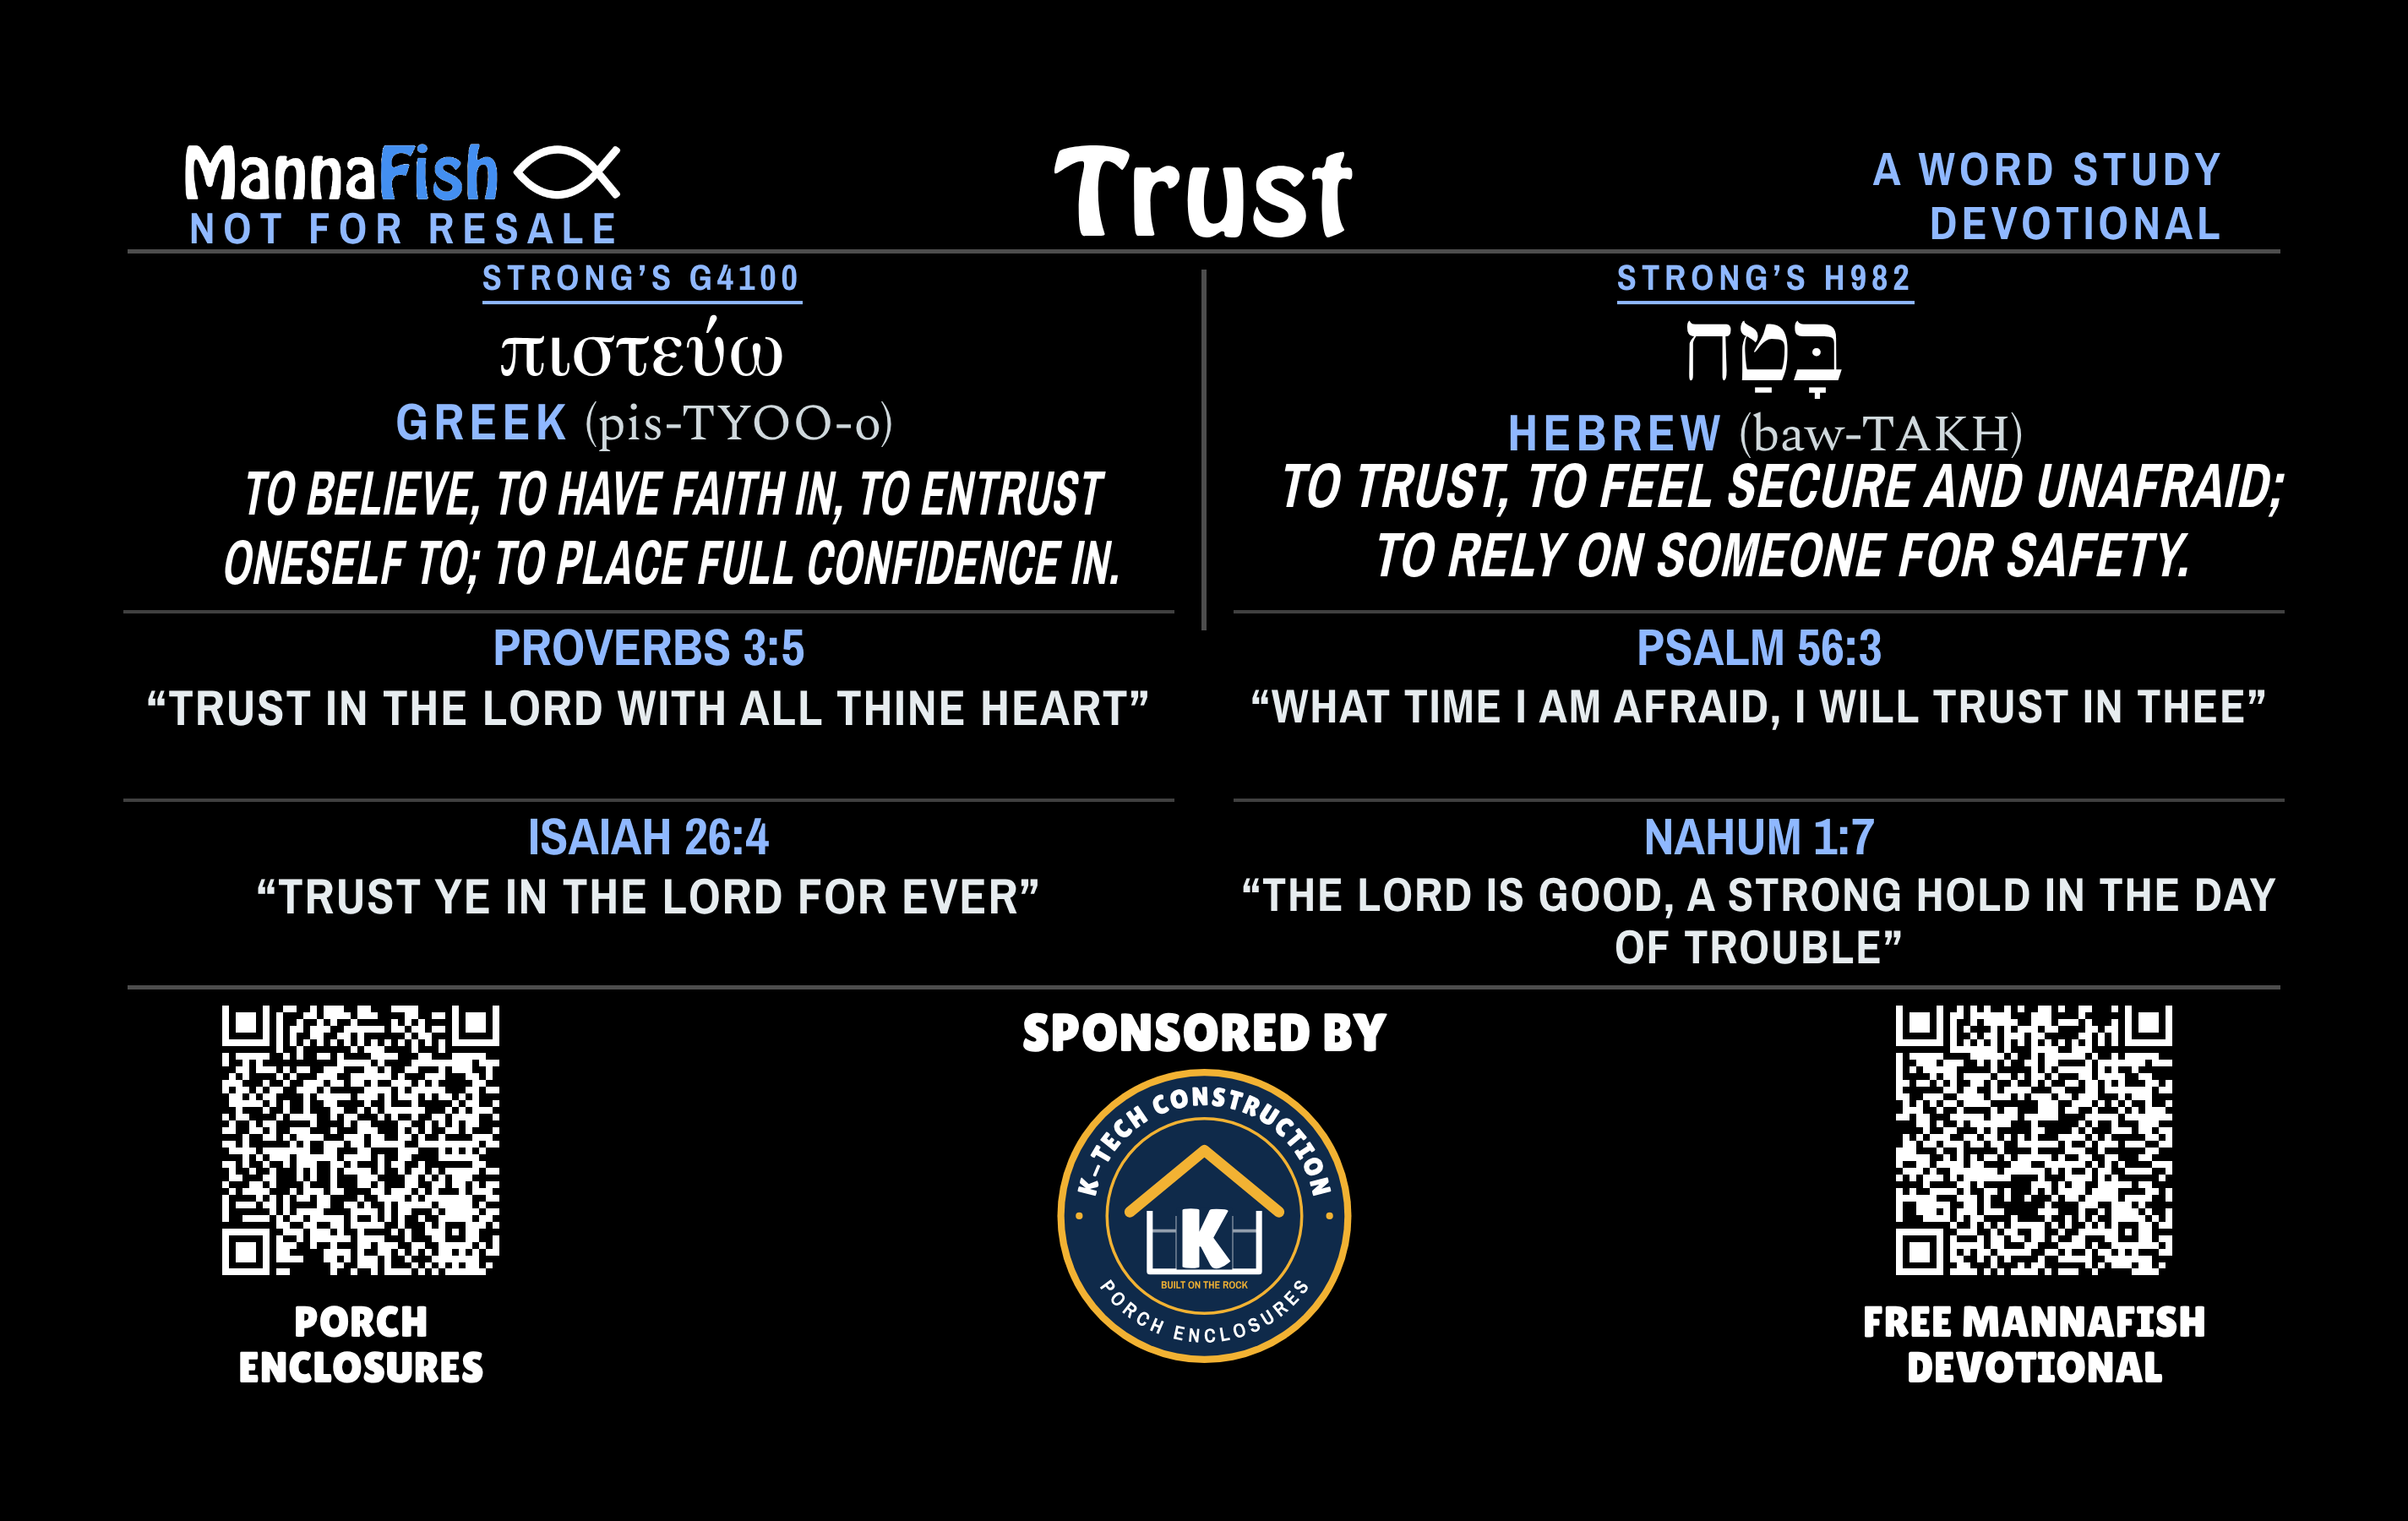 MannaFish
NOT FOR RESALE
Trust
A WORD STUDY
DEVOTIONAL
STRONG’S G4100
πιστεύω
GREEK (pis-TYOO-o)
TO BELIEVE, TO HAVE FAITH IN, TO ENTRUST
ONESELF TO; TO PLACE FULL CONFIDENCE IN.
STRONG’S H982
בָּטַח
HEBREW (baw-TAKH)
TO TRUST, TO FEEL SECURE AND UNAFRAID;
TO RELY ON SOMEONE FOR SAFETY.
PROVERBS 3:5
“TRUST IN THE LORD WITH ALL THINE HEART”
PSALM 56:3
“WHAT TIME I AM AFRAID, I WILL TRUST IN THEE”
ISAIAH 26:4
“TRUST YE IN THE LORD FOR EVER”
NAHUM 1:7
“THE LORD IS GOOD, A STRONG HOLD IN THE DAY
OF TROUBLE”
PORCH
ENCLOSURES
SPONSORED BY
K-TECH CONSTRUCTION
K
BUILT ON THE ROCK
PORCH ENCLOSURES
FREE MANNAFISH
DEVOTIONAL